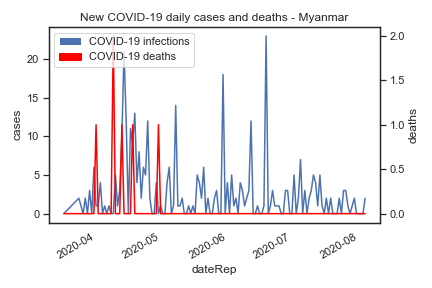 New COVID-19 daily cases and deaths - Myanmar
COVID-19 infections
COVID-19 deaths
cases
20
15
10
5
0
deaths
2.0
1.5
1.0
0.5
0.0
2020-04
2020-05
2020-06
2020-07
2020-08
dateRep